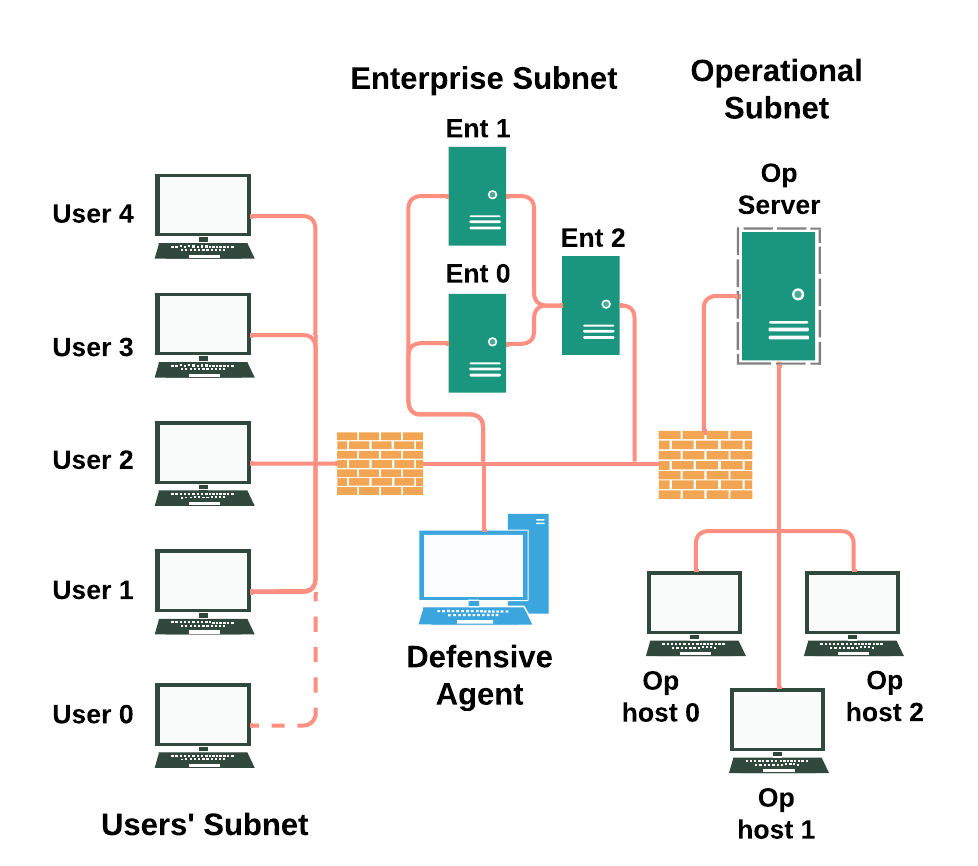 Enterprise Subnet
Operational
Subnet
Ent 1
Op
Server
User 4
Ent 2
Ent 0
User 3
User 2
User 1
Defensive
Agent
Op
host 0
Op
host 2
User 0
Op
host 1
Users' Subnet